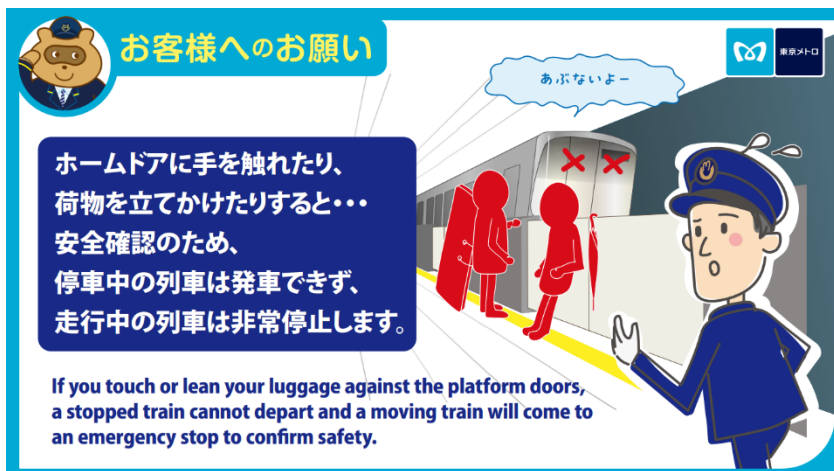 お客様へのお願い
東京メトロ
あぶないよー
ホームドアに手を触れたり、
荷物を立てかけたりすると・・・
安全確認のため、
停車中の列車は発車できず、
走行中の列車は非常停止します。
If you touch or lean your luggage against the platform doors,
a stopped train cannot depart and a moving train will come to
an emergency stop to confirm safety.